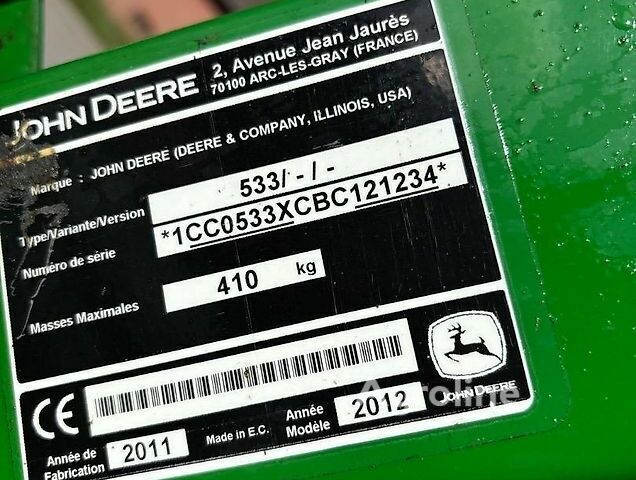 JOHN DEERE 2, Avenue Jean Jaurès
70100 ARC-LES-GRAY (FRANCE)
Marque : JOHN DEERE (DEERE & COMPANY, ILLINOIS, USA)
Type/Variante/Version 533/ - / -
Numéro de série *1CC0533XCBC121234*
Masses Maximales 410 kg
CE
JOHN DEERE
Année de Fabrication 2011 Made in E.C. Année Modèle 2012
Agroline